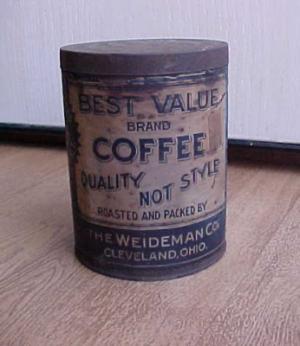 BEST VALUE
BRAND
COFFEE
QUALITY
NOT STYLE
ROASTED AND PACKED BY
THE WEIDEMAN CO.
CLEVELAND, OHIO.